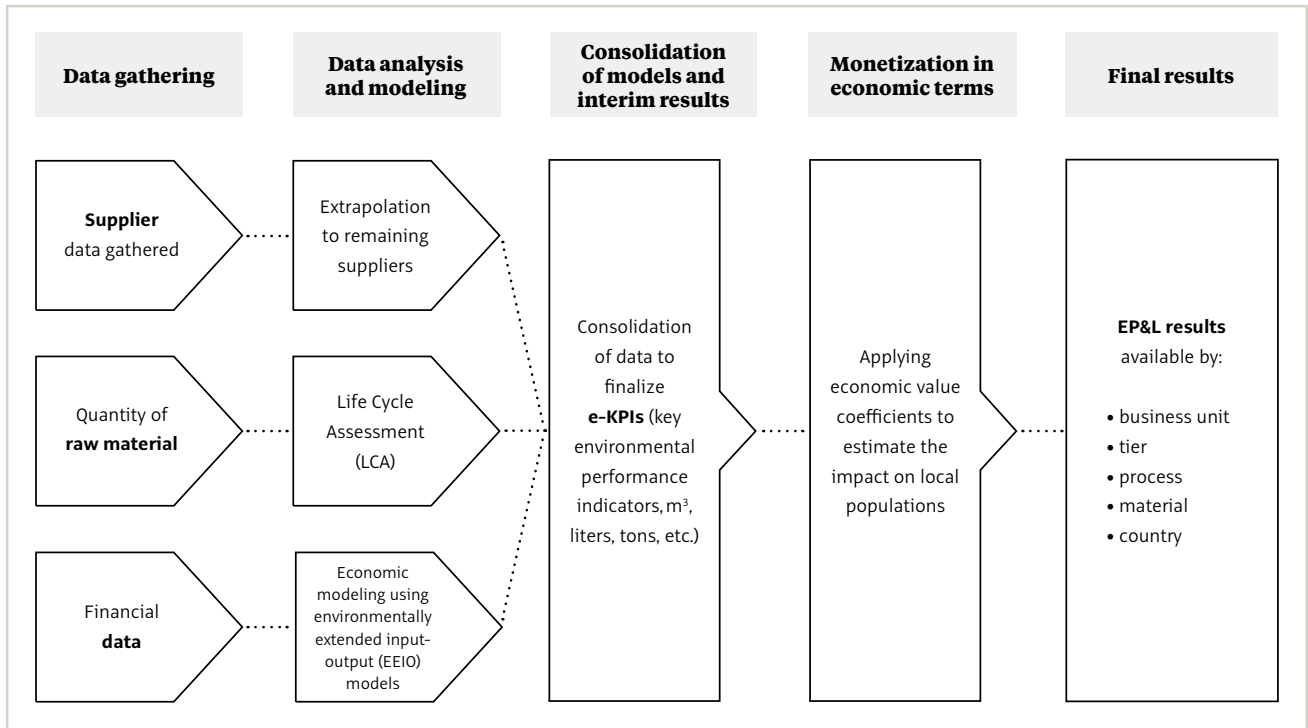 Data gathering
Data analysis
and modeling
Consolidation
of models and
interim results
Monetization in
economic terms
Final results
Supplier
data gathered
Extrapolation
to remaining
suppliers
Quantity of
raw material
Life Cycle
Assessment
(LCA)
Financial
data
Economic
modeling using
environmentally
extended input-
output (EEIO)
models
Consolidation
of data to
finalize
e-KPIs (key
environmental
performance
indicators, m³,
liters, tons, etc.)
Applying
economic value
coefficients to
estimate the
impact on local
populations
EP&L results
available by:
• business unit
• tier
• process
• material
• country